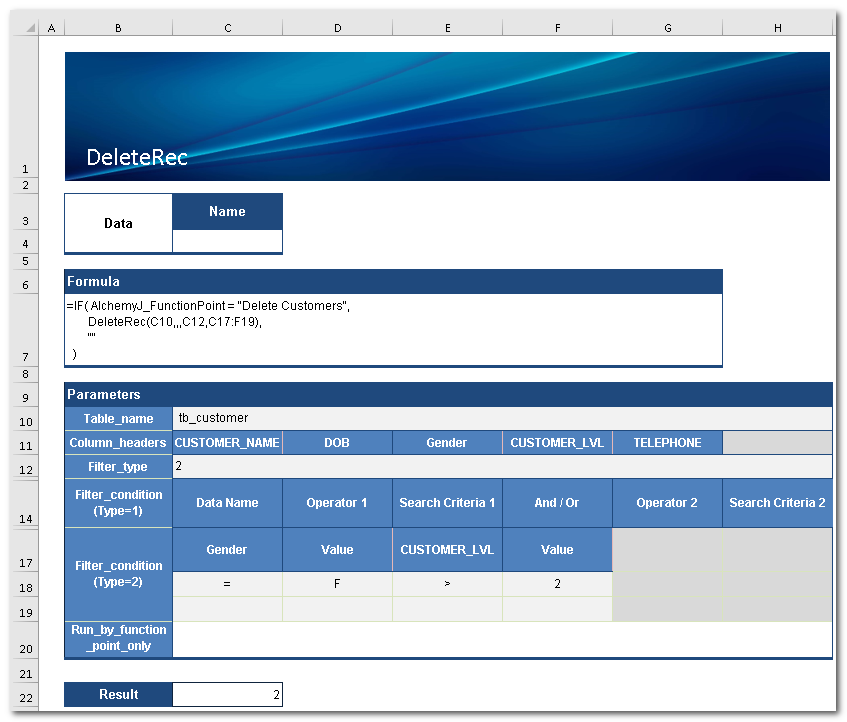 A B C D E F G H
1 DeleteRec
2
3 Data Name
4
5
6 Formula
7 =IF( AlchemyJ_FunctionPoint = "Delete Customers",
DeleteRec(C10,,,C12,C17:F19),
""
)
8
9 Parameters
10 Table_name tb_customer
11 Column_headers CUSTOMER_NAME DOB Gender CUSTOMER_LVL TELEPHONE
12 Filter_type 2
14 Filter_condition (Type=1) Data Name Operator 1 Search Criteria 1 And / Or Operator 2 Search Criteria 2
17 Gender Value CUSTOMER_LVL Value
Filter_condition
(Type=2)
18 = F > 2
19
20 Run_by_function
_point_only
21
22 Result 2